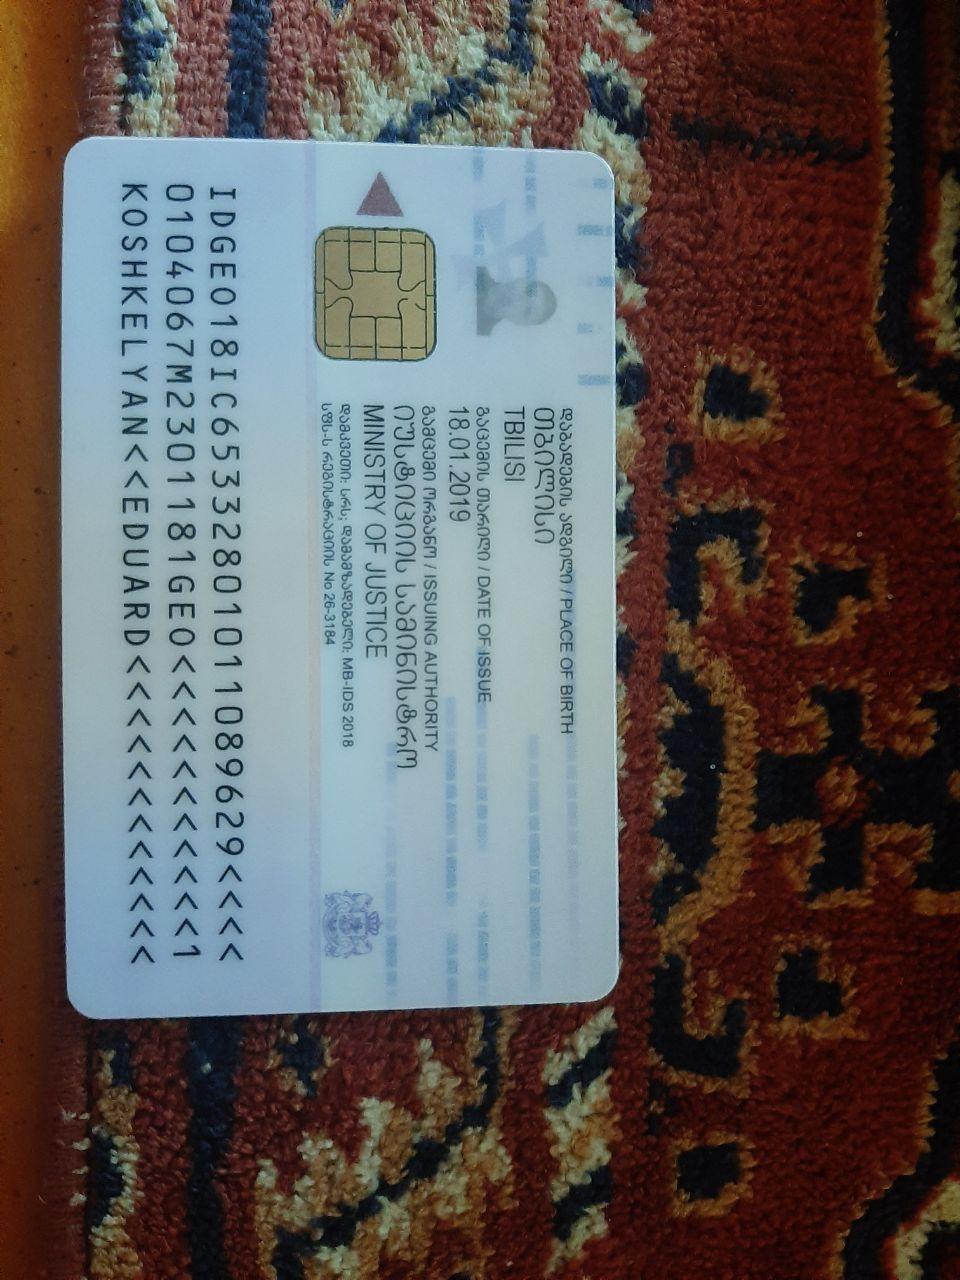 დაბადების ადგილი / PLACE OF BIRTH
თბილისი
TBILISI
გაცემის თარიღი / DATE OF ISSUE
18.01.2019
გამცემი ორგანო / ISSUING AUTHORITY
იუსტიციის სამინისტრო
MINISTRY OF JUSTICE
დამკვეთი: სრს; დამამზადებელი: MB-IDS 2018
სფს-ს რეგისტრაციის No 26-3184
IDGEO18IC65332801011089629<<<<
0104067M2301181GEO<<<<<<<<<<<1
KOSHKELYAN<<EDUARD<<<<<<<<<<<<